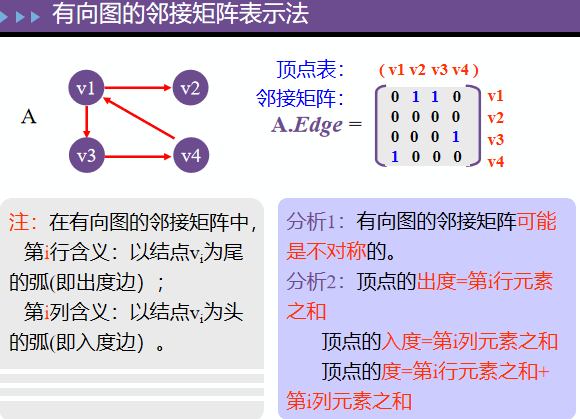 有向图的邻接矩阵表示法
A
v1
v2
v3
v4
顶点表： ( v1 v2 v3 v4 )
邻接矩阵：
A.Edge =
0 1 1 0 v1
0 0 0 0 v2
0 0 0 1 v3
1 0 0 0 v4
注：在有向图的邻接矩阵中，
第i行含义：以结点vi为尾
的弧(即出度边）；
第i列含义：以结点vi为头
的弧(即入度边）。
分析1：有向图的邻接矩阵可能
是不对称的。
分析2：顶点的出度=第i行元素
之和
顶点的入度=第i列元素之和
顶点的度=第i行元素之和+
第i列元素之和